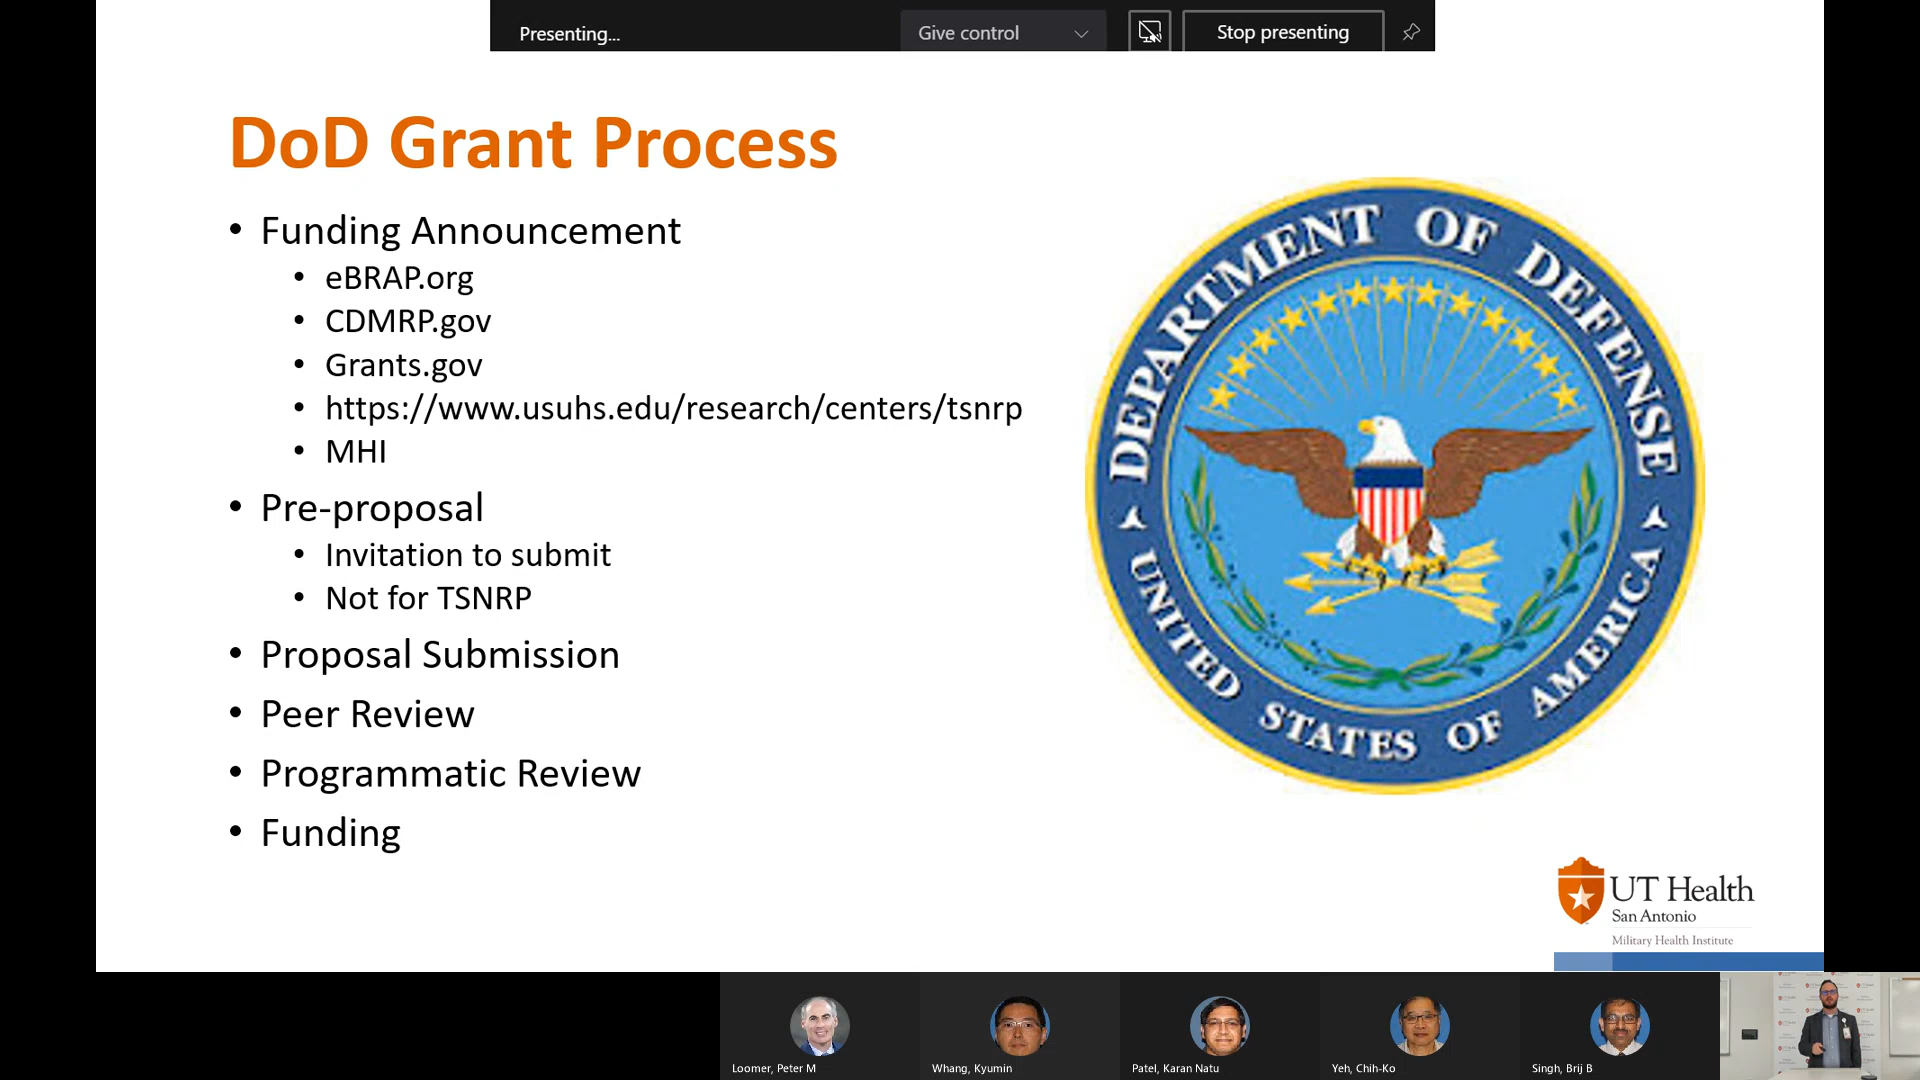 Presenting...
Give control
Stop presenting
DoD Grant Process
• Funding Announcement
• eBRAP.org
• CDMRP.gov
• Grants.gov
• https://www.usuhs.edu/research/centers/tsnrp
• MHI
• Pre-proposal
• Invitation to submit
• Not for TSNRP
• Proposal Submission
• Peer Review
• Programmatic Review
• Funding
DEPARTMENT OF DEFENSE
UNITED STATES OF AMERICA
UT Health
San Antonio
Military Health Institute
Loomer, Peter M
Whang, Kyumin
Patel, Karan Natu
Yeh, Chih-Ko
Singh, Brij B